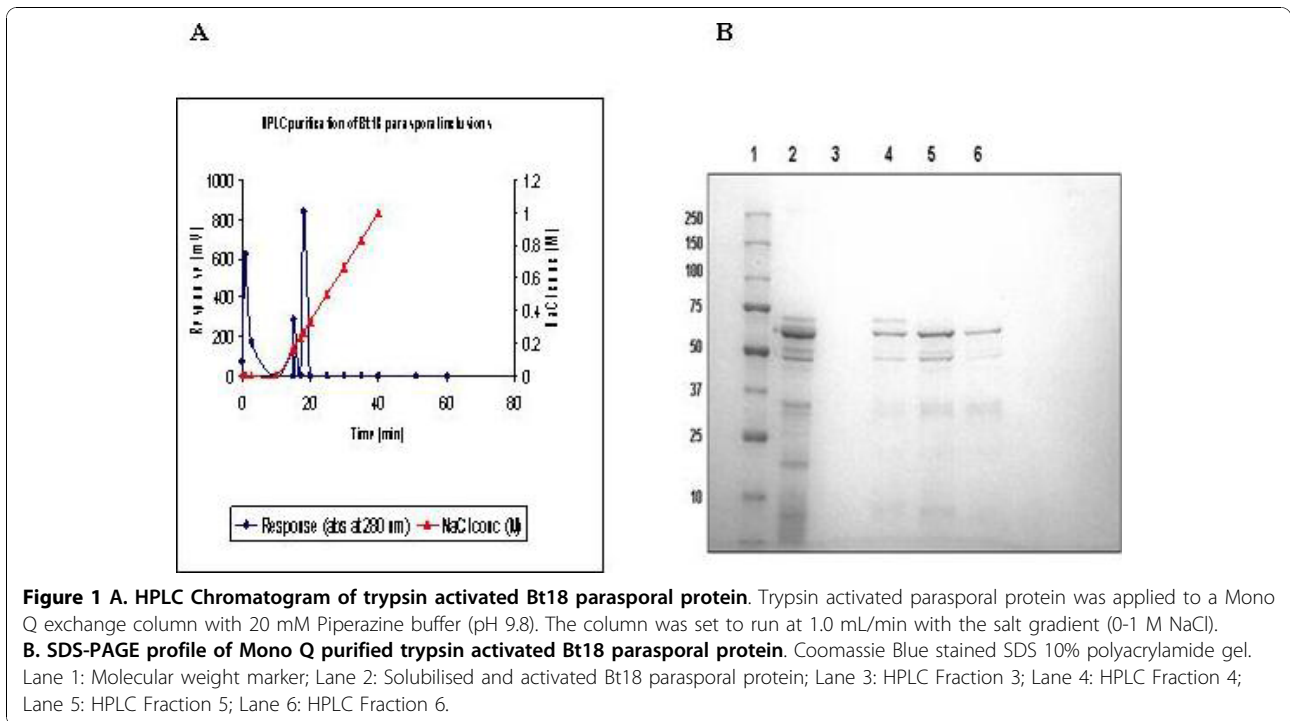 A
B
HPLC purification of Bt18 parasporal inclusions
1000
800
600
400
200
0
Response [mV]
1.2
1
0.8
0.6
0.4
0.2
0
NaCl conc [M]
0 20 40 60 80
Time [min]
Response (abs at 280 nm) NaCl conc (M)
1 2 3 4 5 6
250
150
100
75
50
37
25
10
Figure 1 A. HPLC Chromatogram of trypsin activated Bt18 parasporal protein. Trypsin activated parasporal protein was applied to a Mono
Q exchange column with 20 mM Piperazine buffer (pH 9.8). The column was set to run at 1.0 mL/min with the salt gradient (0-1 M NaCl).
B. SDS-PAGE profile of Mono Q purified trypsin activated Bt18 parasporal protein. Coomassie Blue stained SDS 10% polyacrylamide gel.
Lane 1: Molecular weight marker; Lane 2: Solubilised and activated Bt18 parasporal protein; Lane 3: HPLC Fraction 3; Lane 4: HPLC Fraction 4;
Lane 5: HPLC Fraction 5; Lane 6: HPLC Fraction 6.